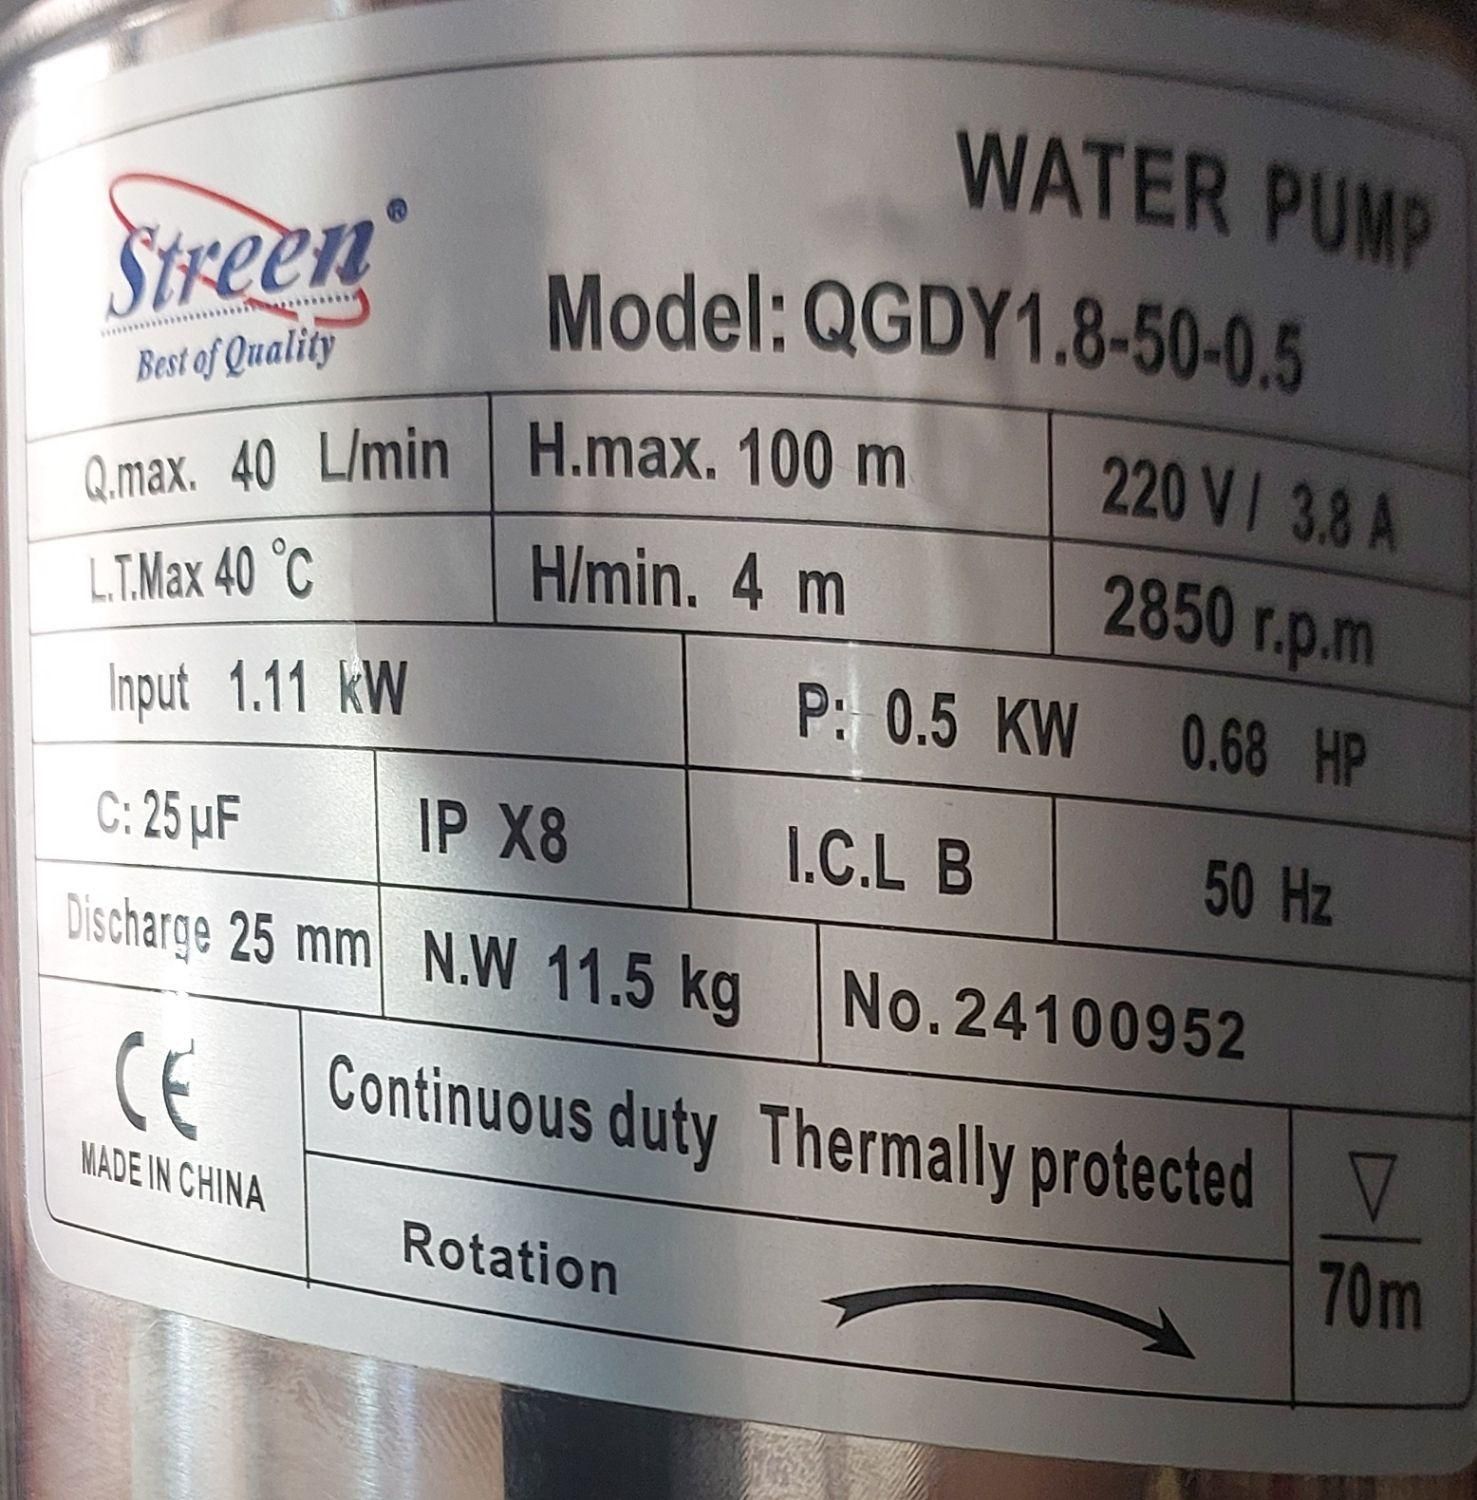 Streen®
Best of Quality
WATER PUMP
Model: QGDY1.8-50-0.5
Q.max. 40 L/min H.max. 100 m 220 V / 3.8 A
L.T.Max 40 °C H/min. 4 m 2850 r.p.m
Input 1.11 kW P: 0.5 KW 0.68 HP
C: 25 µF IP X8 I.C.L B 50 Hz
Discharge 25 mm N.W 11.5 kg No. 24100952
CE
MADE IN CHINA
Continuous duty Thermally protected
Rotation
70m